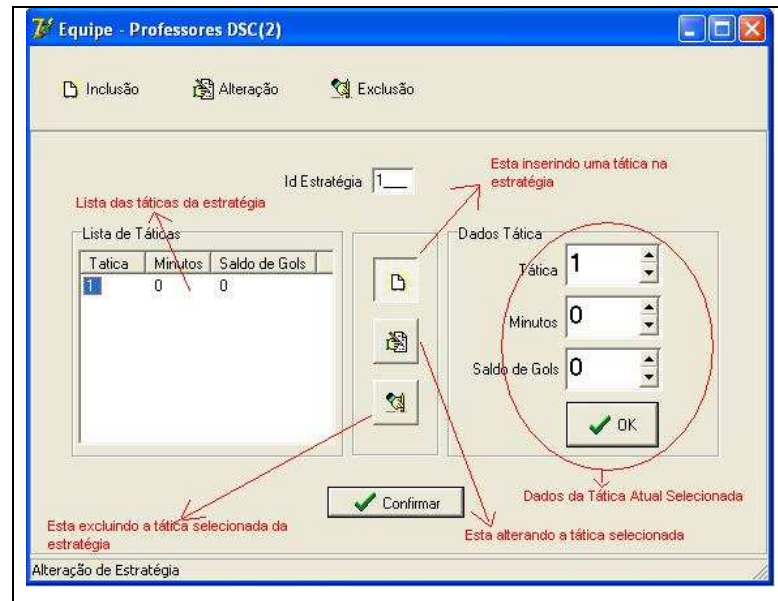 Equipe - Professores DSC(2)
Inclusão
Alteração
Exclusão
Id Estratégia 1___
Esta inserindo uma tática na
estratégia
Lista das táticas da estratégia
Lista de Táticas
Tatica Minutos Saldo de Gols
1 0 0
Dados Tática
Tática 1
Minutos 0
Saldo de Gols 0
OK
Dados da Tática Atual Selecionada
Confirmar
Esta excluindo a tática selecionada da
estratégia
Esta alterando a tática selecionada
Alteração de Estratégia